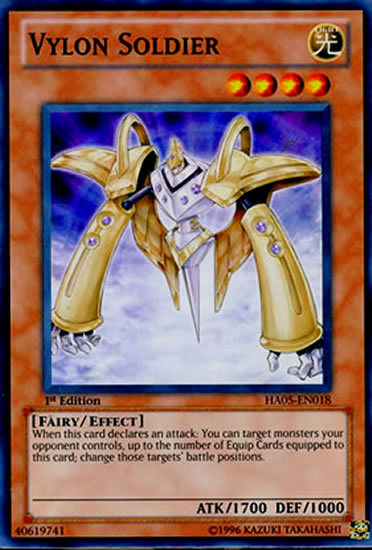 VYLON SOLDIER
LIGHT
光
1st Edition
HA05-EN018
[FAIRY/EFFECT]
When this card declares an attack: You can target monsters your
opponent controls, up to the number of Equip Cards equipped to
this card; change those targets' battle positions.
ATK/1700 DEF/1000
40619741
©1996 KAZUKI TAKAHASHI